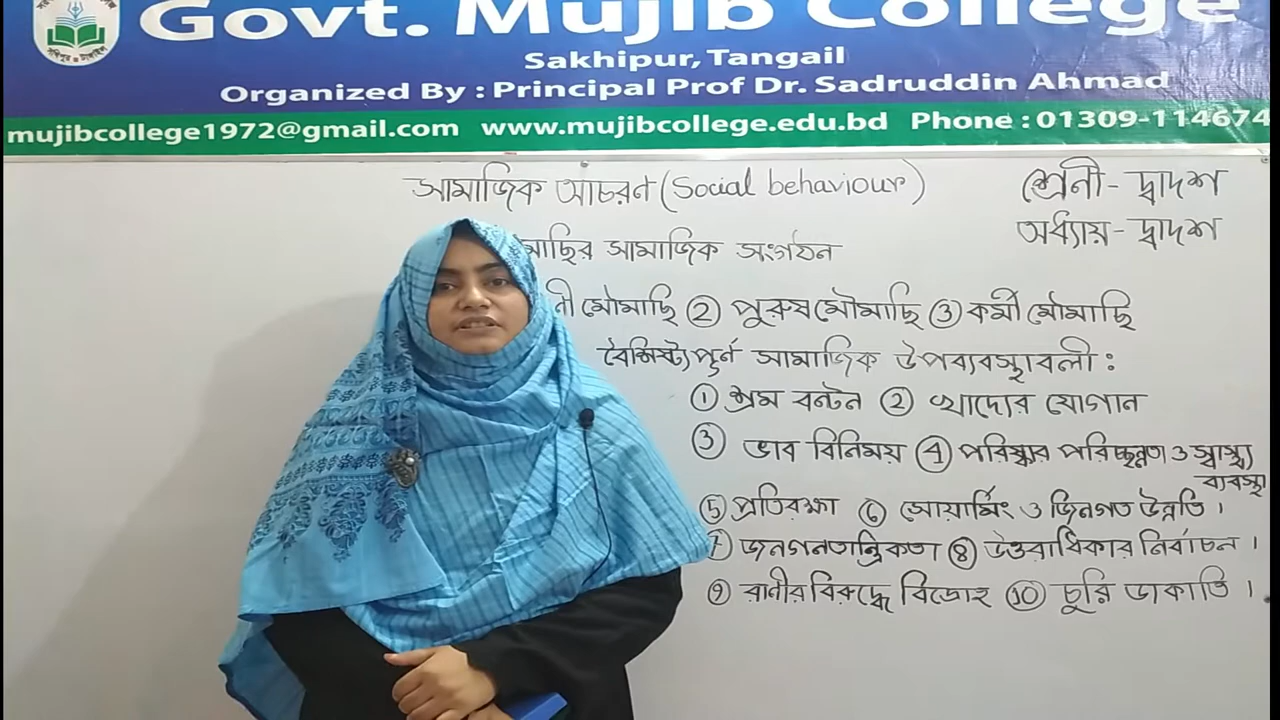 Govt. Mujib College
Sakhipur, Tangail
Organized By : Principal Prof Dr. Sadruddin Ahmad
mujibcollege1972@gmail.com www.mujibcollege.edu.bd Phone : 01309-114674
সামাজিক আচরণ (Social behaviour)
শ্রেনী - দ্বাদশ
অধ্যায় - দ্বাদশ
মাছির সামাজিক সংগঠন
নী মৌমাছি ② পুরুষ মৌমাছি ③ কর্মী মৌমাছি
বৈশিষ্ট্যপূর্ণ সামাজিক উপব্যবস্থাবলী :
① শ্রম বন্টন ② খাদ্যের যোগান
③ ভাব বিনিময় ④ পরিষ্কার পরিচ্ছন্নতা ও স্বাস্থ্য
ব্যবস্থা
⑤ প্রতিরক্ষা ⑥ সোয়ার্মিং ও জিনগত উন্নতি ।
⑦ জনগনতান্ত্রিকতা ⑧ উত্তরাধিকার নির্বাচন ।
⑨ রানীর বিরুদ্ধে বিদ্রোহ ⑩ চুরি ডাকাতি ।